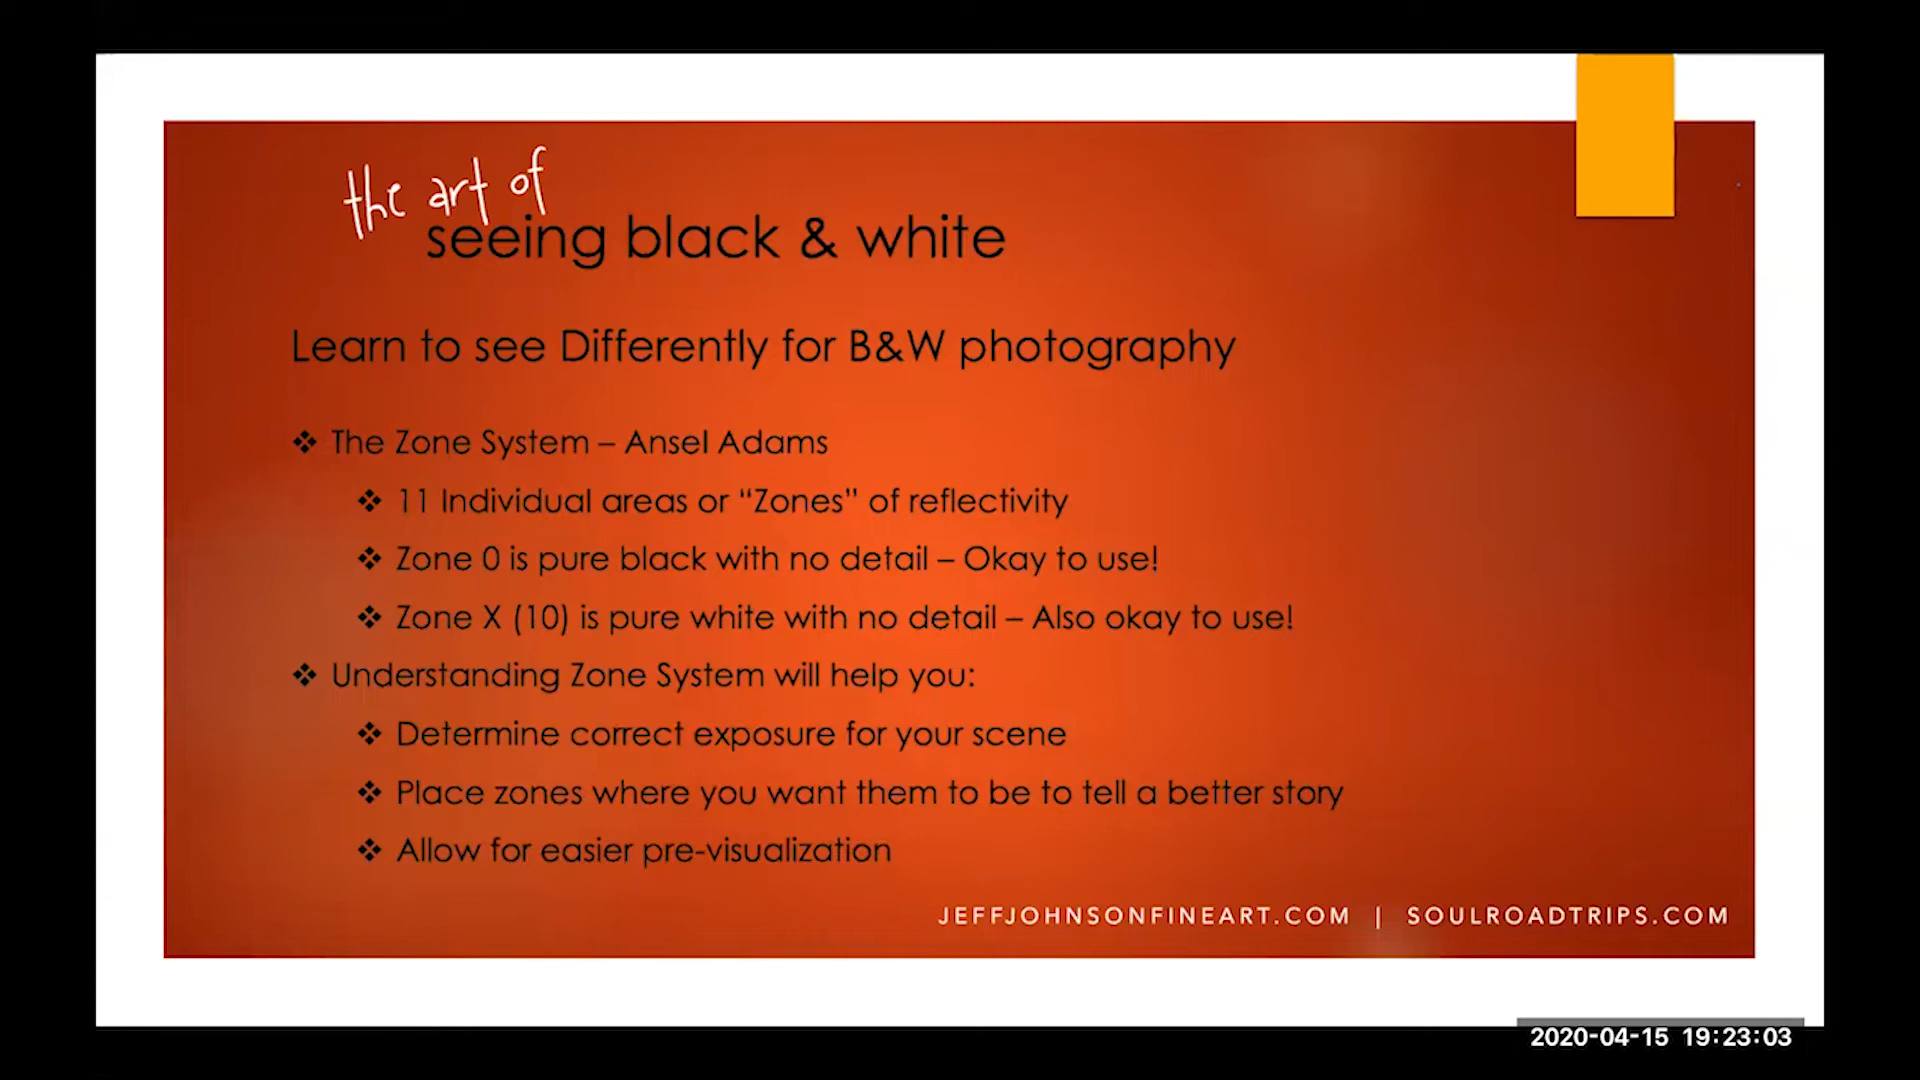 the art of
seeing black & white
Learn to see Differently for B&W photography
❖ The Zone System – Ansel Adams
❖ 11 Individual areas or “Zones” of reflectivity
❖ Zone 0 is pure black with no detail – Okay to use!
❖ Zone X (10) is pure white with no detail – Also okay to use!
❖ Understanding Zone System will help you:
❖ Determine correct exposure for your scene
❖ Place zones where you want them to be to tell a better story
❖ Allow for easier pre-visualization
JEFFJOHNSONFINEART.COM | SOULROADTRIPS.COM
2020-04-15 19:23:03